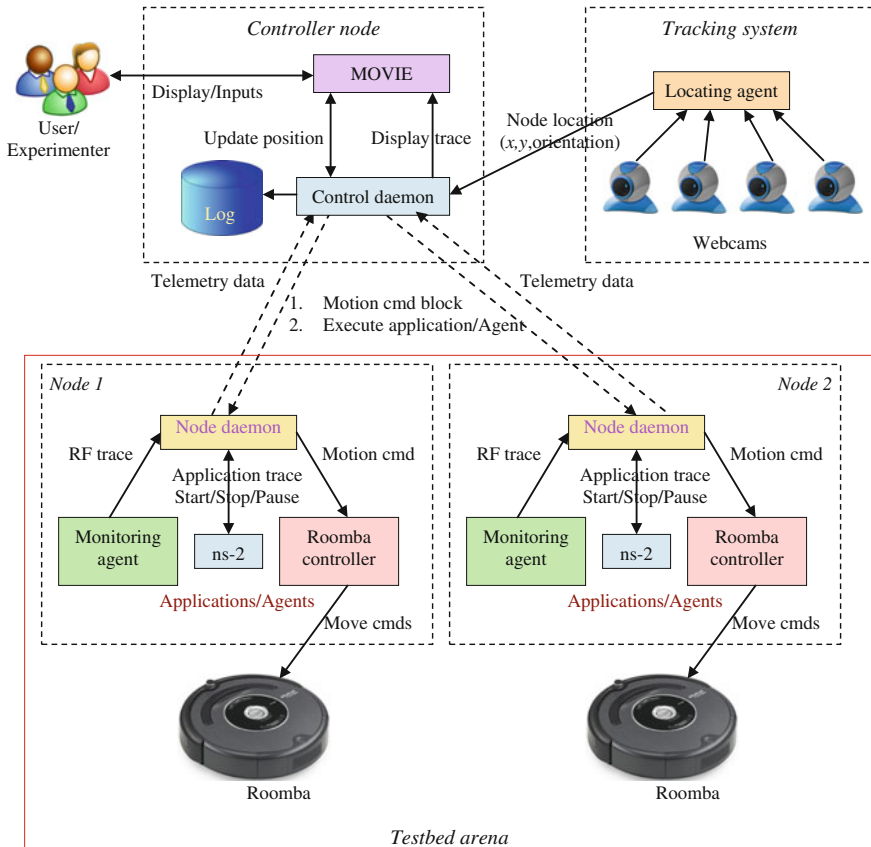 Controller node
Tracking system
MOVIE
Locating agent
Display/Inputs
User/
Experimenter
Update position
Display trace
Node location
(x,y,orientation)
Log
Control daemon
Webcams
Telemetry data
Telemetry data
1. Motion cmd block
2. Execute application/Agent
Node 1
Node daemon
RF trace
Motion cmd
Application trace
Start/Stop/Pause
Monitoring
agent
ns-2
Roomba
controller
Applications/Agents
Move cmds
Roomba
Node 2
Node daemon
RF trace
Motion cmd
Application trace
Start/Stop/Pause
Monitoring
agent
ns-2
Roomba
controller
Applications/Agents
Move cmds
Roomba
Testbed arena